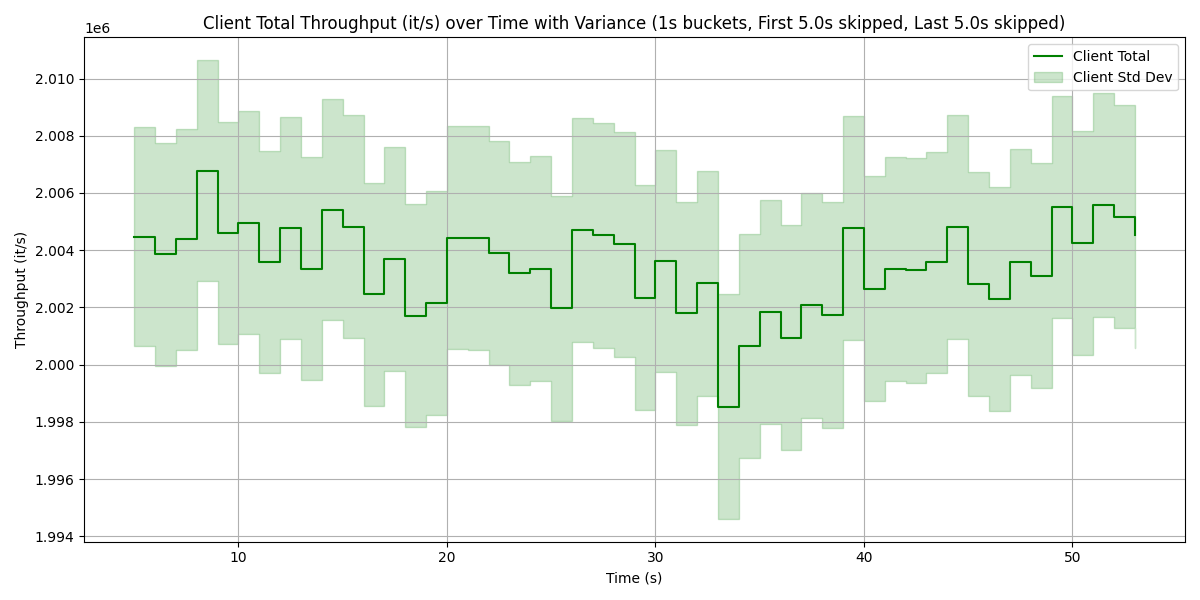 Client Total Throughput (it/s) over Time with Variance (1s buckets, First 5.0s skipped, Last 5.0s skipped)
1e6
Client Total
Client Std Dev
2.010
2.008
2.006
2.004
2.002
2.000
1.998
1.996
1.994
Throughput (it/s)
10 20 30 40 50
Time (s)